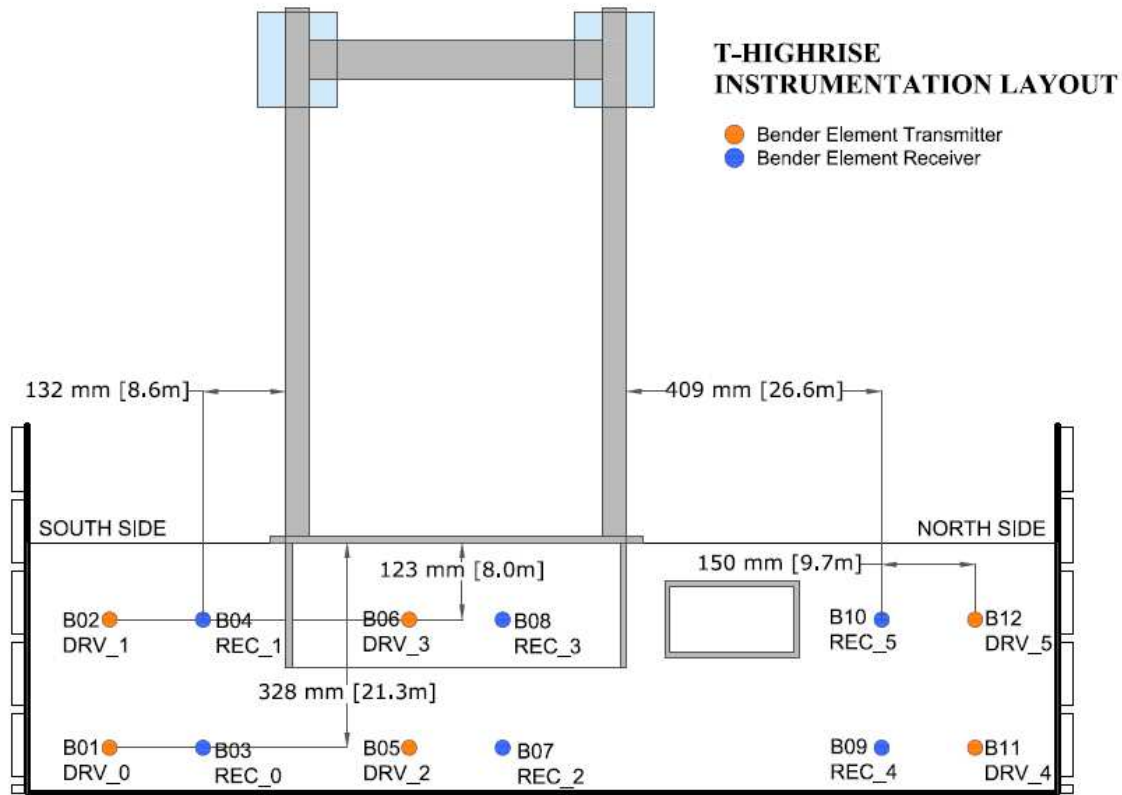 T-HIGHRISE
INSTRUMENTATION LAYOUT
Bender Element Transmitter
Bender Element Receiver
132 mm [8.6m]
409 mm [26.6m]
SOUTH SIDE
NORTH SIDE
123 mm [8.0m]
150 mm [9.7m]
B02
DRV_1
B04
REC_1
B06
DRV_3
B08
REC_3
B10
REC_5
B12
DRV_5
328 mm [21.3m]
B01
DRV_0
B03
REC_0
B05
DRV_2
B07
REC_2
B09
REC_4
B11
DRV_4